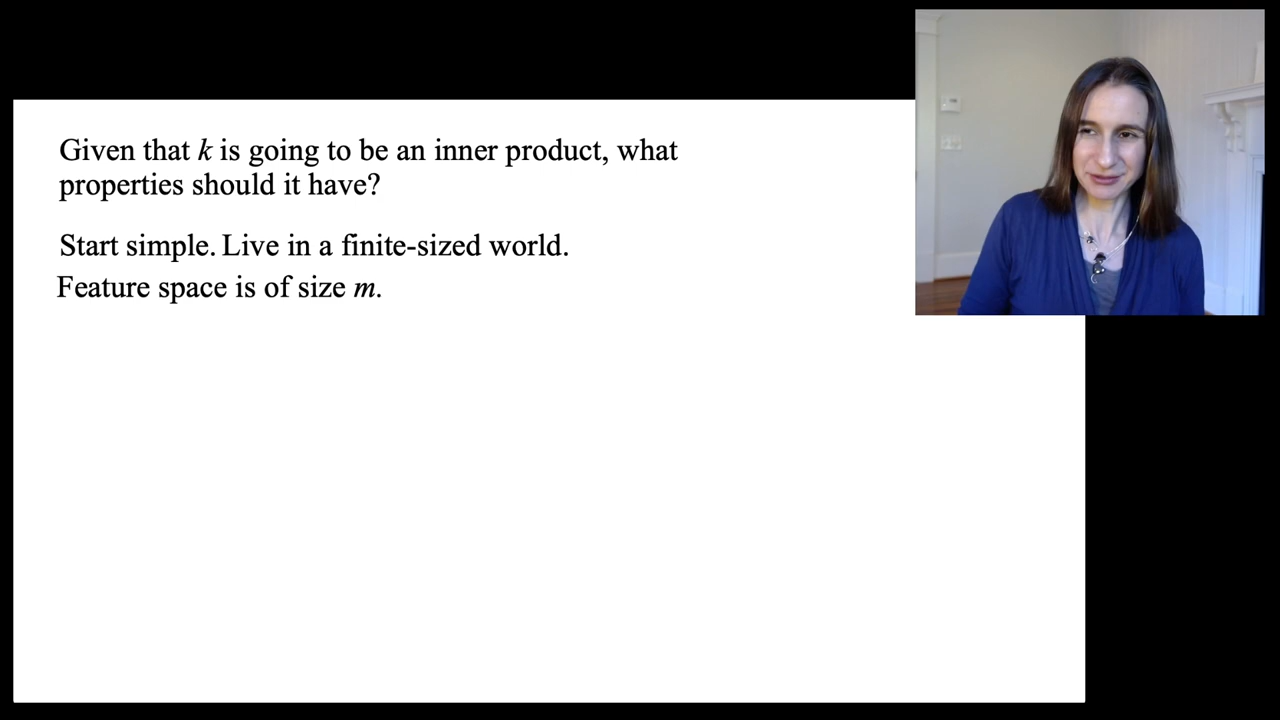 Given that k is going to be an inner product, what
properties should it have?
Start simple. Live in a finite-sized world.
Feature space is of size m.